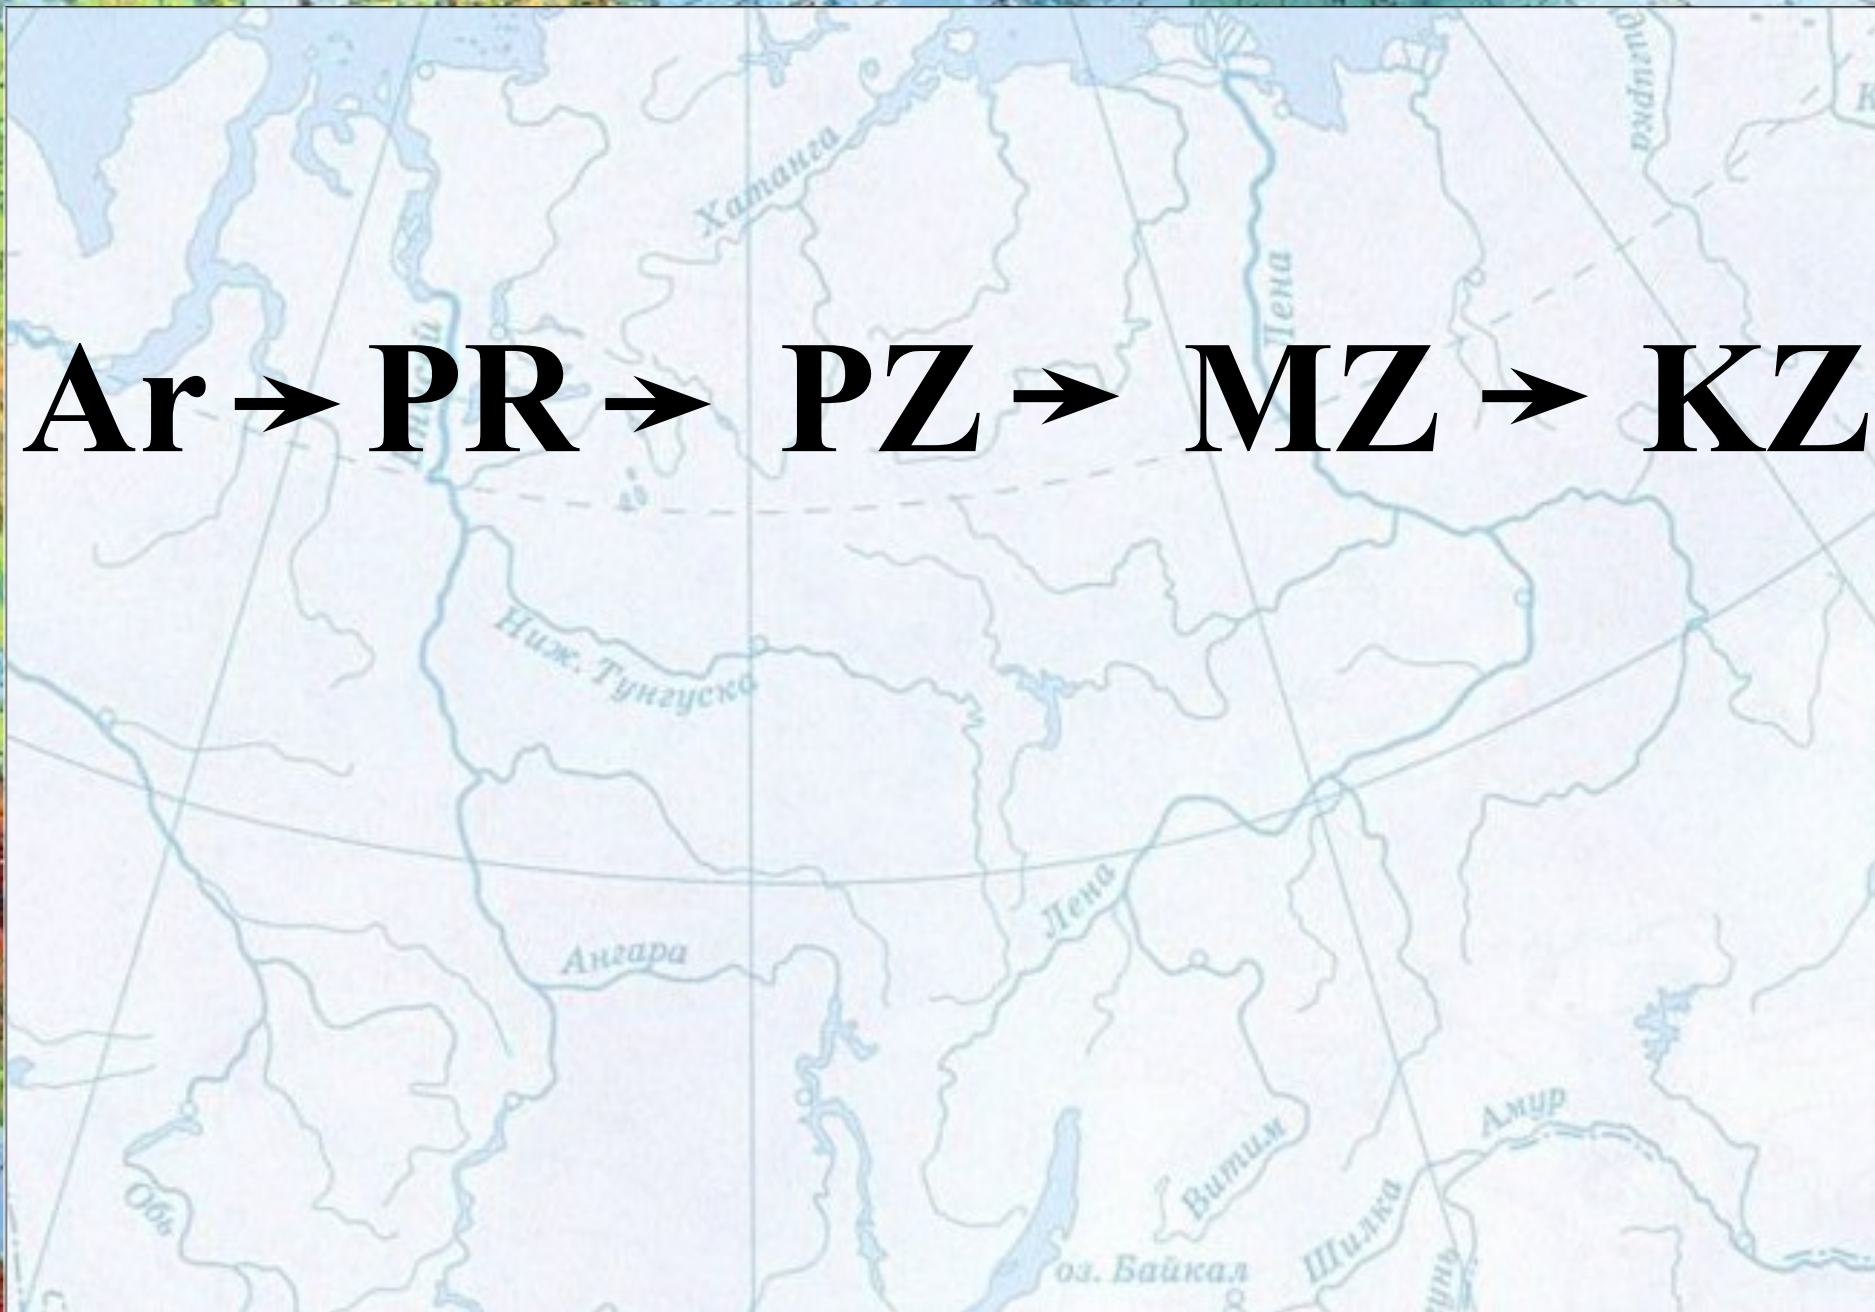 Хатанга
Лена
Ar → PR → PZ → MZ → KZ
Ниж. Тунгуска
Лена
Ангара
Амур
Витим
Обь
Шилка
оз. Байкал